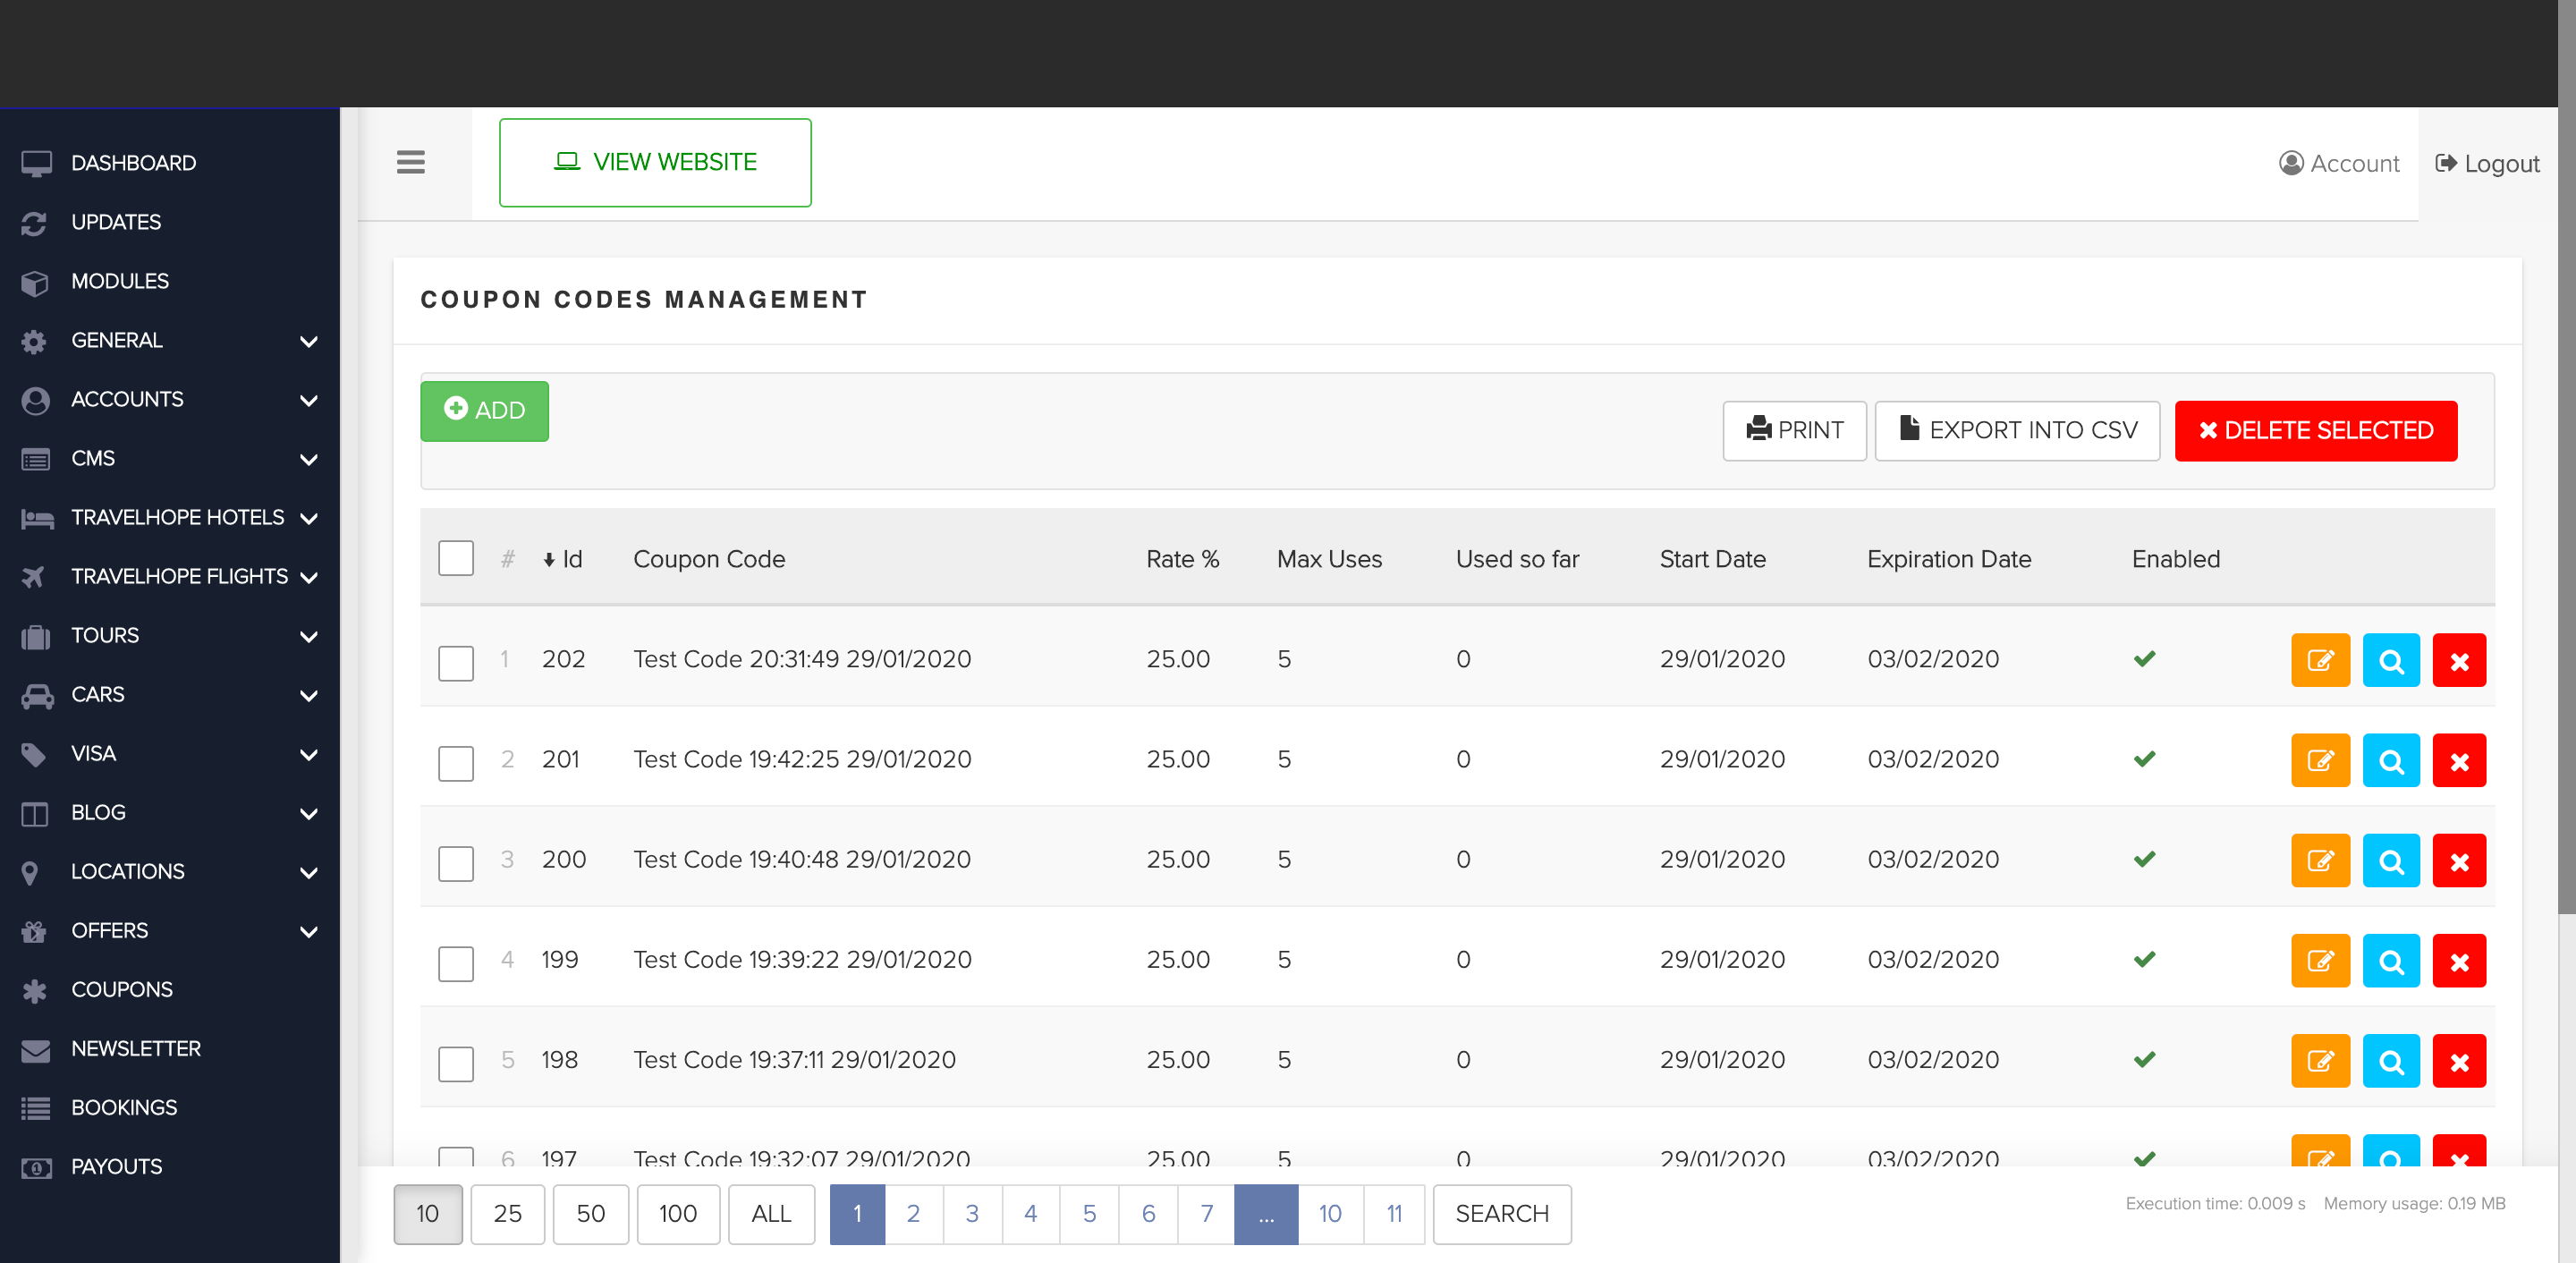 DASHBOARD
UPDATES
MODULES
GENERAL
ACCOUNTS
CMS
TRAVELHOPE HOTELS
TRAVELHOPE FLIGHTS
TOURS
CARS
VISA
BLOG
LOCATIONS
OFFERS
COUPONS
NEWSLETTER
BOOKINGS
PAYOUTS
VIEW WEBSITE
Account Logout
COUPON CODES MANAGEMENT
ADD
PRINT EXPORT INTO CSV DELETE SELECTED
# Id Coupon Code Rate % Max Uses Used so far Start Date Expiration Date Enabled
1 202 Test Code 20:31:49 29/01/2020 25.00 5 0 29/01/2020 03/02/2020
2 201 Test Code 19:42:25 29/01/2020 25.00 5 0 29/01/2020 03/02/2020
3 200 Test Code 19:40:48 29/01/2020 25.00 5 0 29/01/2020 03/02/2020
4 199 Test Code 19:39:22 29/01/2020 25.00 5 0 29/01/2020 03/02/2020
5 198 Test Code 19:37:11 29/01/2020 25.00 5 0 29/01/2020 03/02/2020
6 197 Test Code 19:32:07 29/01/2020 25.00 5 0 29/01/2020 03/02/2020
10 25 50 100 ALL 1 2 3 4 5 6 7 ... 10 11 SEARCH
Execution time: 0.009 s Memory usage: 0.19 MB